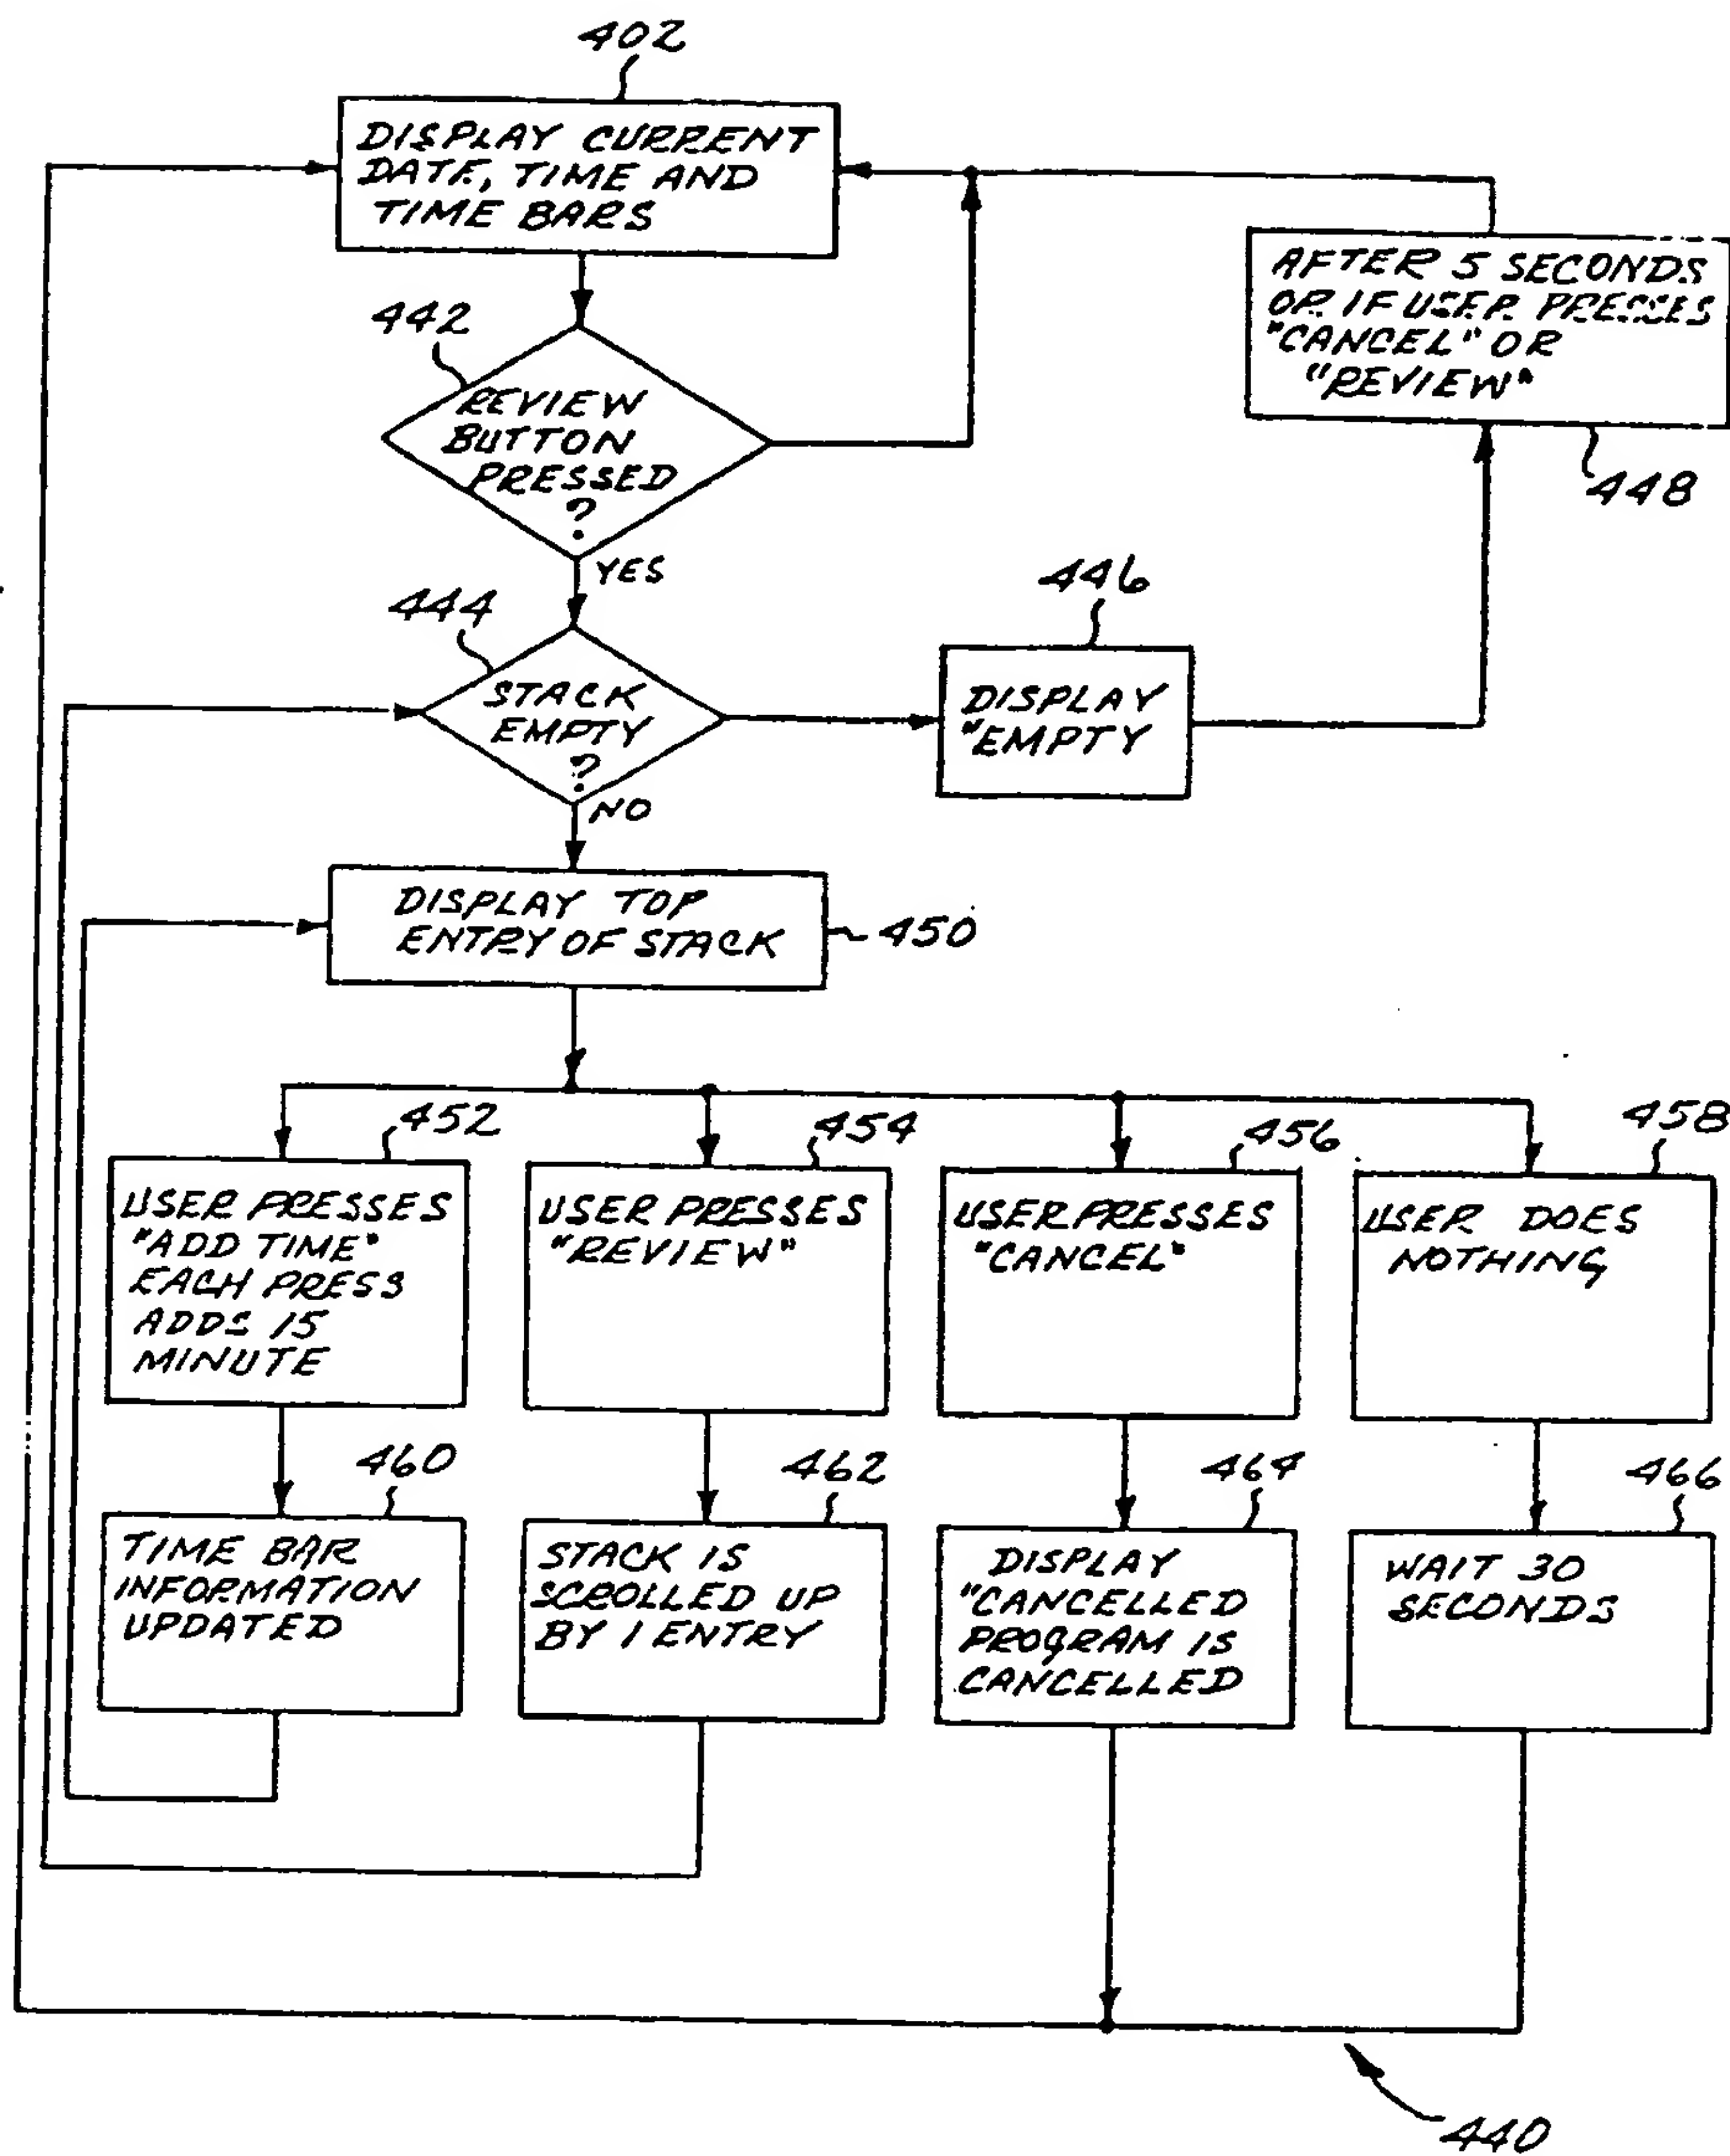 402
DISPLAY CURRENT
DATE, TIME AND
TIME BARS
442
REVIEW
BUTTON
PRESSED
?
YES
AFTER 5 SECONDS
OR IF USER PRESSES
"CANCEL" OR
"REVIEW"
448
444
STACK
EMPTY
?
NO
446
DISPLAY
"EMPTY
DISPLAY TOP
ENTRY OF STACK
450
452
USER PRESSES
"ADD TIME"
EACH PRESS
ADDS 15
MINUTE
454
USER PRESSES
"REVIEW"
456
USER PRESSES
"CANCEL"
458
USER DOES
NOTHING
460
TIME BAR
INFORMATION
UPDATED
462
STACK IS
SCROLLED UP
BY 1 ENTRY
464
DISPLAY
"CANCELLED
PROGRAM IS
CANCELLED
466
WAIT 30
SECONDS
440